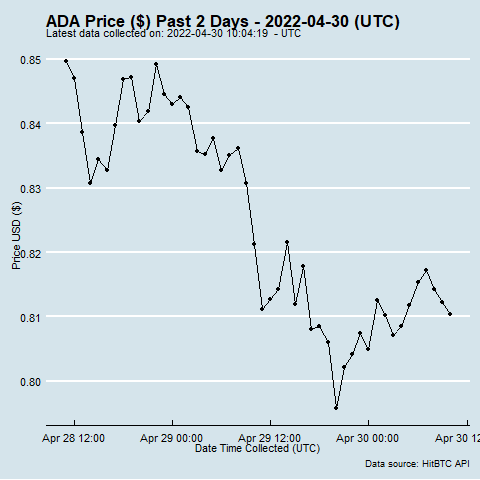 ADA Price ($) Past 2 Days - 2022-04-30 (UTC)
Latest data collected on: 2022-04-30 10:04:19 - UTC
0.85
0.84
0.83
0.82
0.81
0.80
Price USD ($)
Apr 28 12:00
Apr 29 00:00
Apr 29 12:00
Apr 30 00:00
Apr 30 12
Date Time Collected (UTC)
Data source: HitBTC API